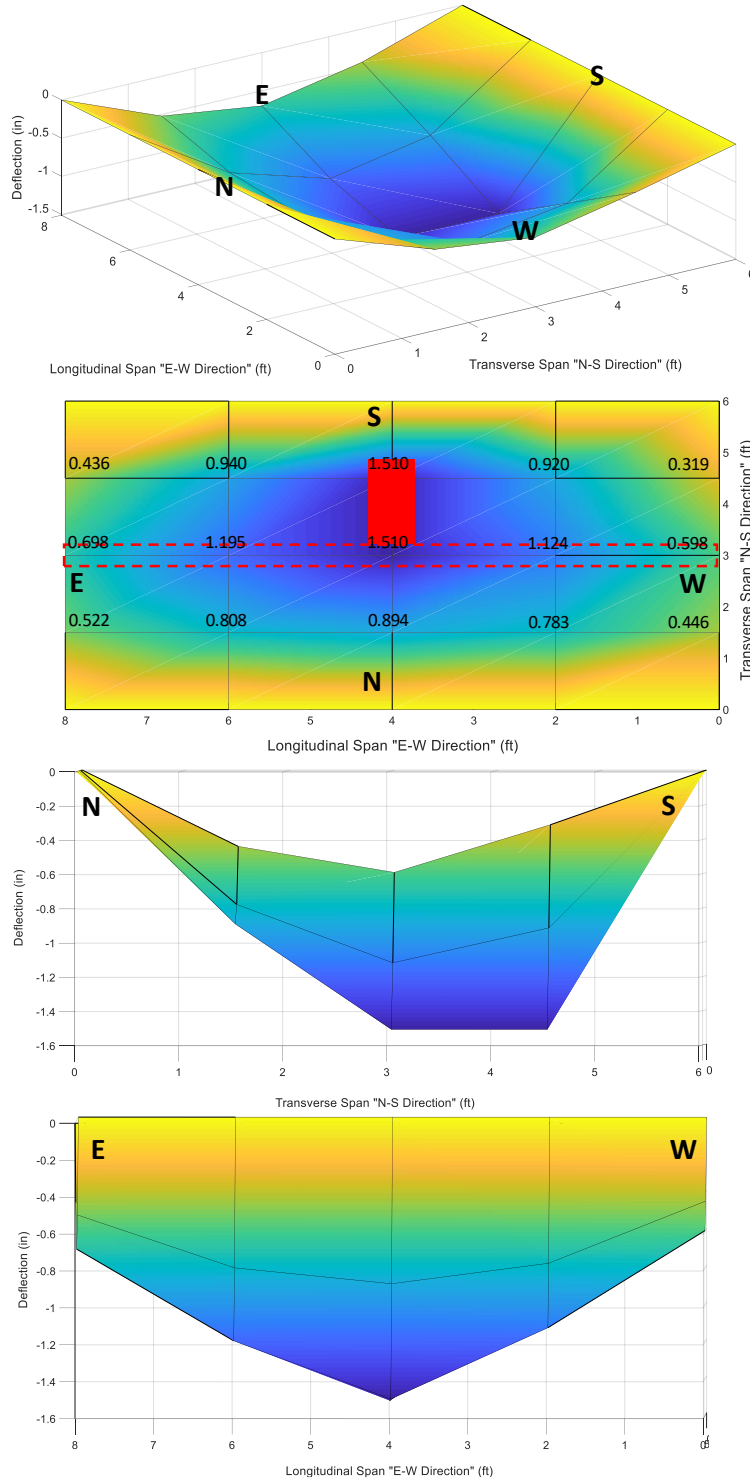 S
E
N
W
0
-0.5
-1
-1.5
Deflection (in)
8
6
4
2
0
0
1
2
3
4
5
Longitudinal Span "E-W Direction" (ft)
Transverse Span "N-S Direction" (ft)
S
0.436 0.940 1.510 0.920 0.319
0.698 1.195 1.510 1.124 0.598
E W
0.522 0.808 0.894 0.783 0.446
N
6
5
4
3
2
1
0
Transverse Span "N-S Direction" (ft)
8 7 6 5 4 3 2 1 0
Longitudinal Span "E-W Direction" (ft)
N S
0
-0.2
-0.4
-0.6
-0.8
-1
-1.2
-1.4
-1.6
Deflection (in)
0 1 2 3 4 5 6 0
Transverse Span "N-S Direction" (ft)
E W
0
-0.2
-0.4
-0.6
-0.8
-1
-1.2
-1.4
-1.6
Deflection (in)
8 7 6 5 4 3 2 1 0
Longitudinal Span "E-W Direction" (ft)